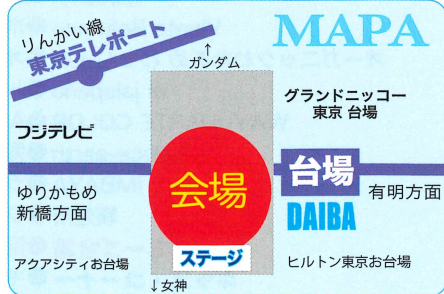 MAPA
りんかい線
東京テレポート
↑
ガンダム
グランドニッコー
東京 台場
フジテレビ
会場
台場
DAIBA
ゆりかもめ
新橋方面
有明方面
ステージ
アクアシティお台場
ヒルトン東京お台場
↓女神